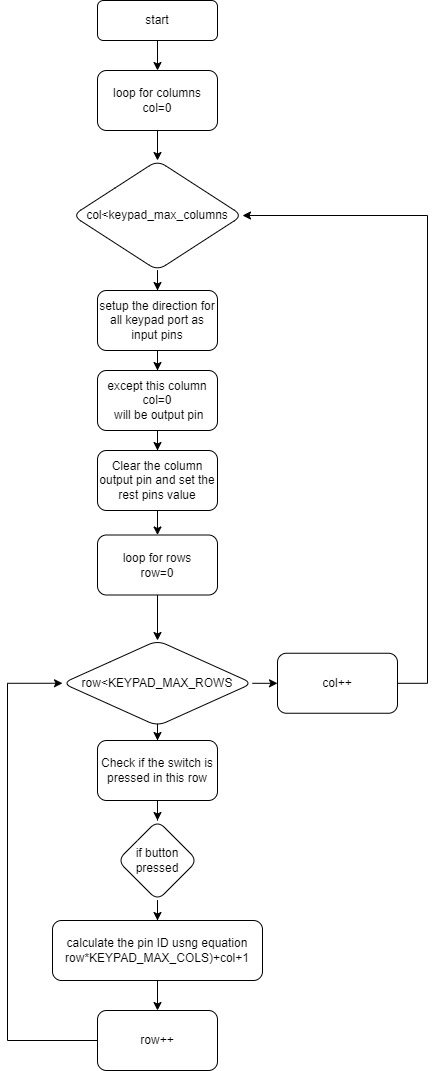 start
loop for columns
col=0
col<keypad_max_columns
setup the direction for
all keypad port as
input pins
except this column
col=0
will be output pin
Clear the column
output pin and set the
rest pins value
loop for rows
row=0
row<KEYPAD_MAX_ROWS
col++
Check if the switch is
pressed in this row
if button
pressed
calculate the pin ID usng equation
row*KEYPAD_MAX_COLS)+col+1
row++